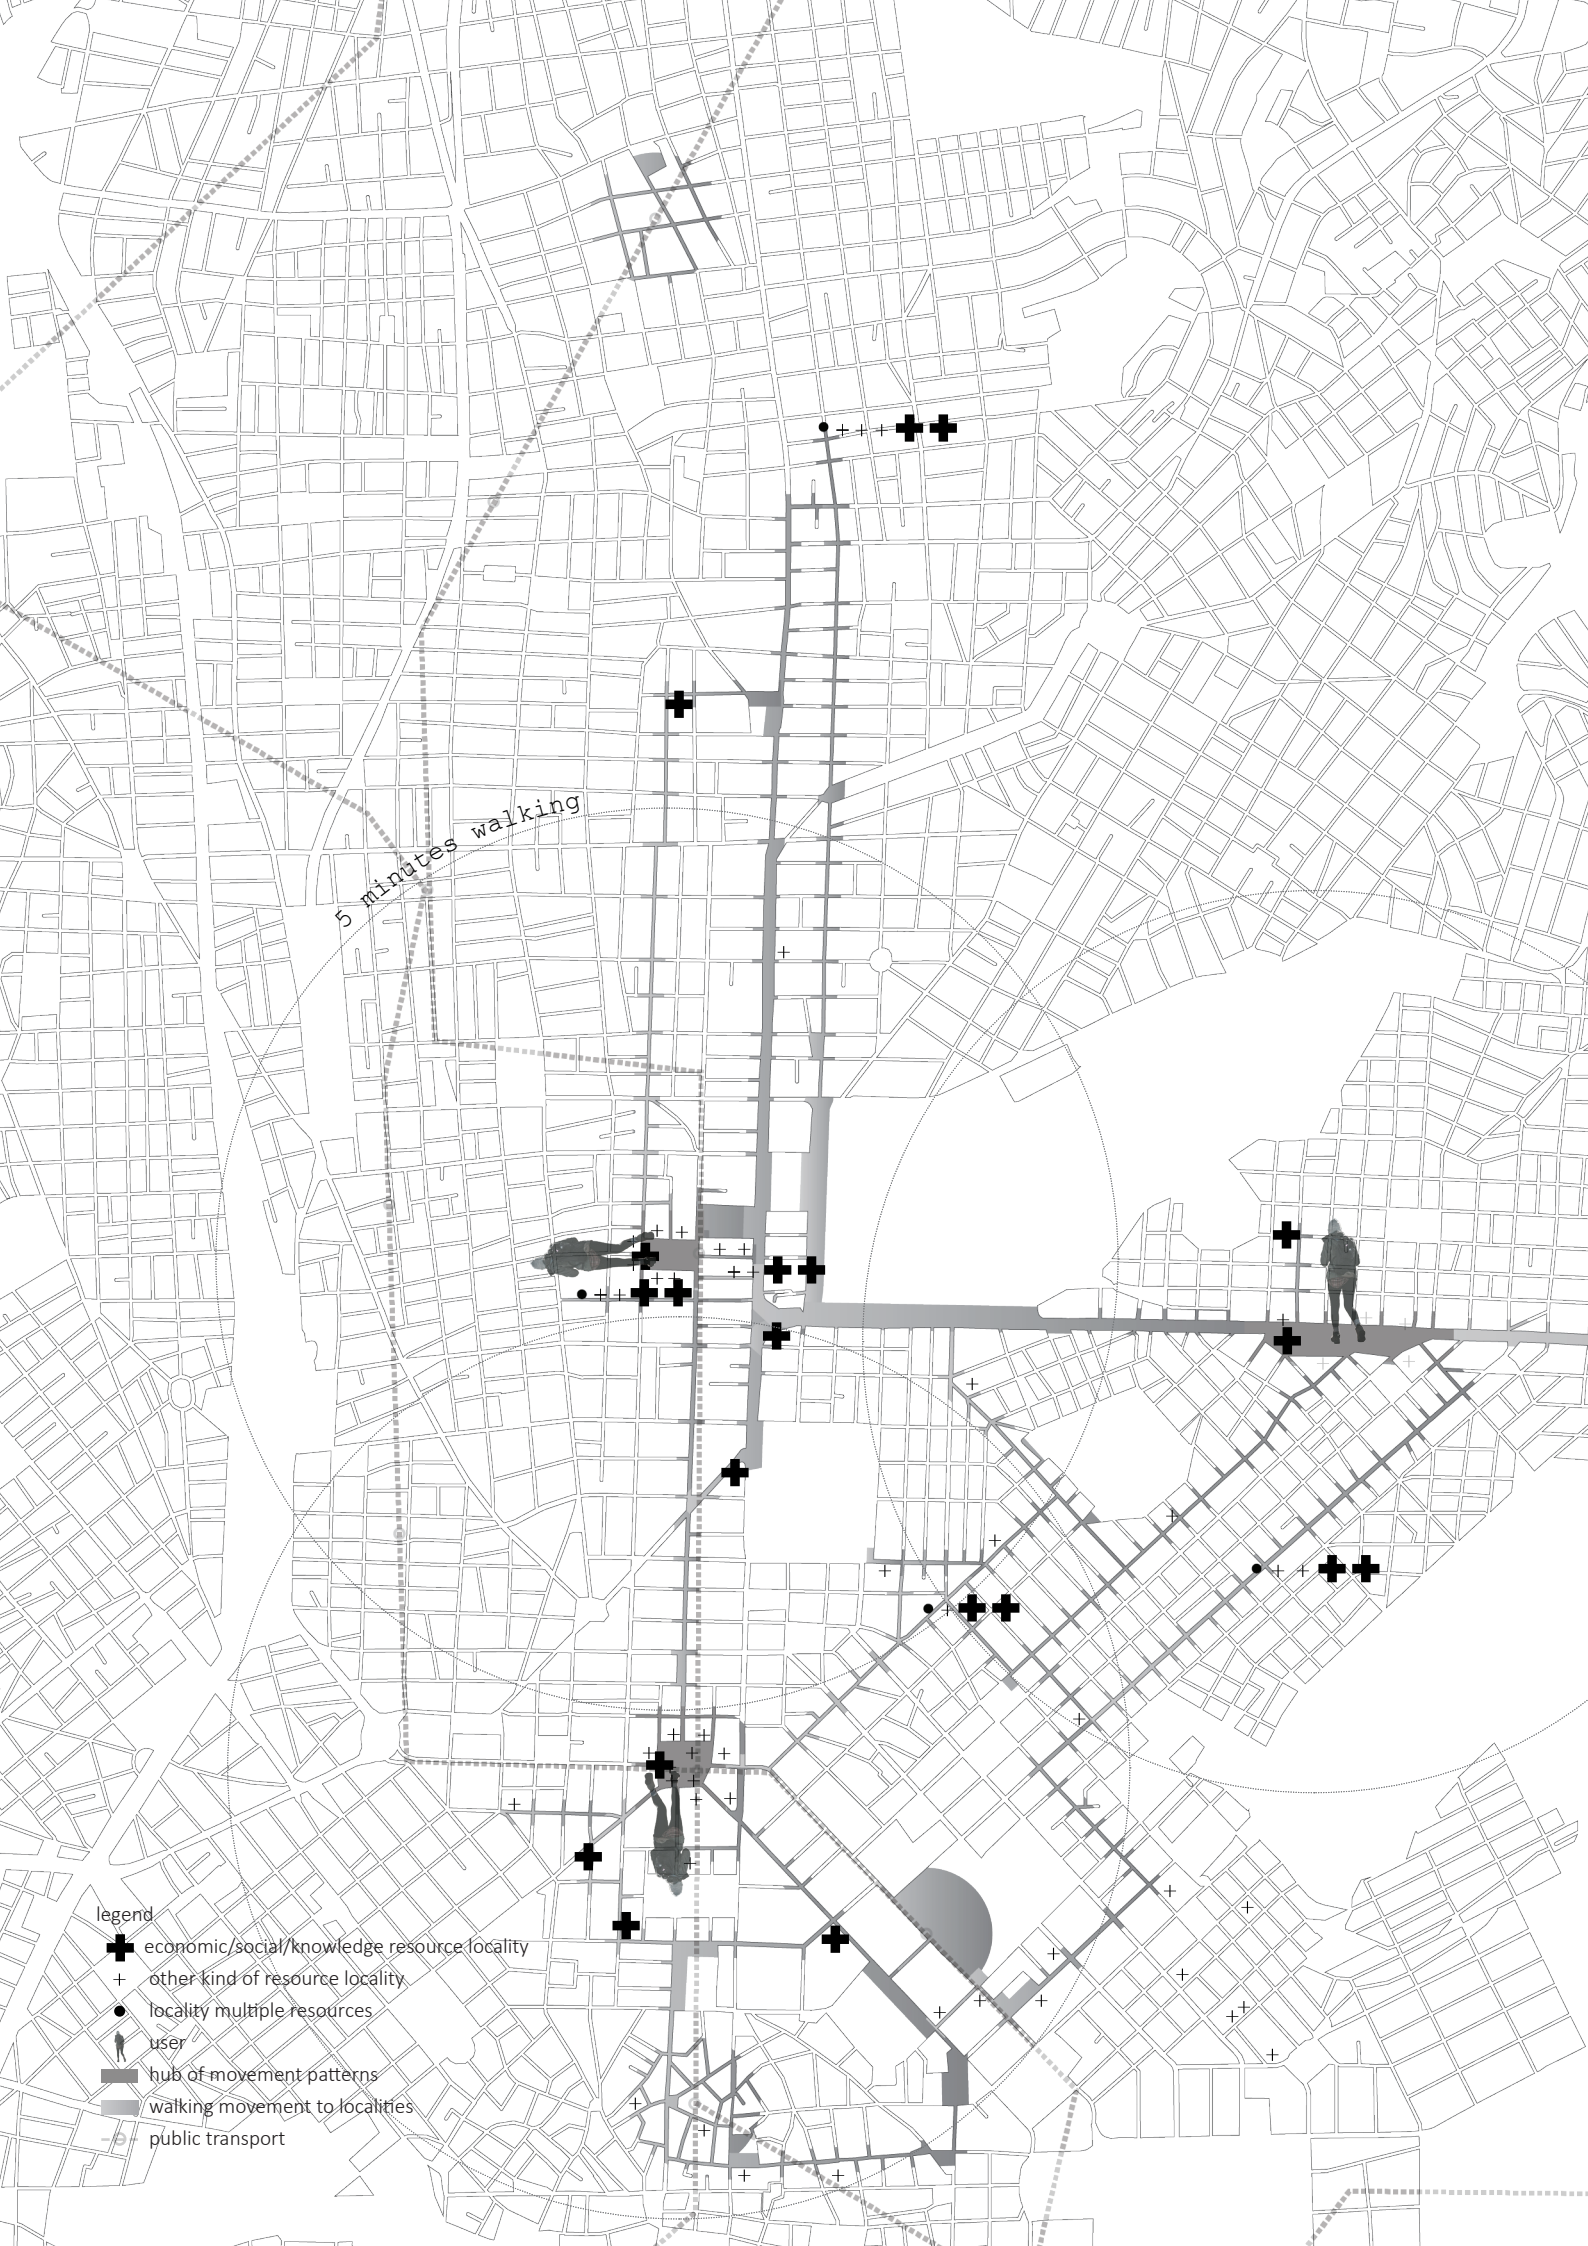 5 minutes walking
legend
economic/social/knowledge resource locality
other kind of resource locality
locality multiple resources
user
hub of movement patterns
walking movement to localities
public transport